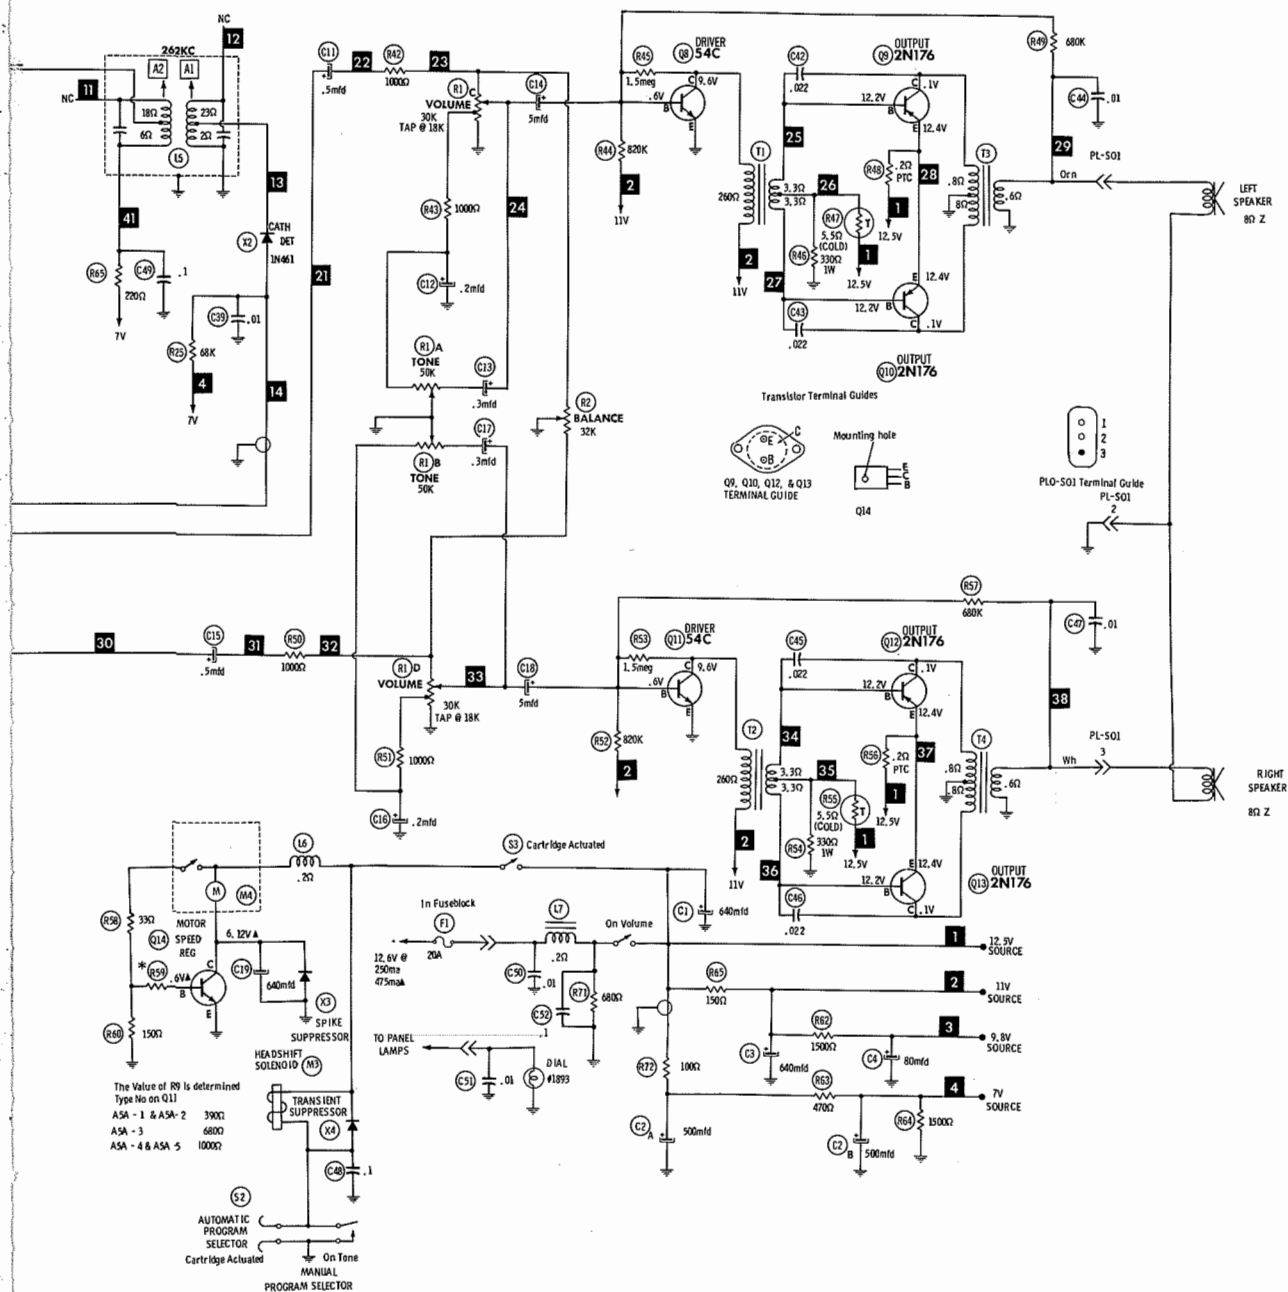 NC
12
262KC
A2
A1
11
NC
18Ω
23Ω
6Ω
2Ω
L5
13
41
X2
CATH
DET
1N461
R65
220Ω
C49
.1
7V
C39
.01
R25
68K
4
7V
14
C11
.5mfd
22
R42
1000Ω
23
R1
C
VOLUME
30K
TAP @ 18K
C14
5mfd
R43
1000Ω
24
21
C12
.2mfd
R1
A
TONE
50K
C13
.3mfd
C17
.3mfd
R1
B
TONE
50K
R2
BALANCE
32K
R45
1.5meg
Q8
DRIVER
54C
C
9.6V
.6V
B
E
R44
820K
2
11V
T1
260Ω
2
11V
C42
.022
Q9
OUTPUT
2N176
C
.1V
12.2V
B
E
12.4V
25
3.3Ω
3.3Ω
26
R47
T
5.5Ω
(COLD)
R46
330Ω
1W
1
12.5V
R48
.2Ω
PTC
28
1
12.5V
27
E
12.4V
12.2V
B
C
.1V
C43
.022
OUTPUT
Q10
2N176
T3
.8Ω
.8Ω
.6Ω
R49
680K
C44
.01
29
Orn
PL-SO1
LEFT
SPEAKER
8Ω Z
Transistor Terminal Guides
E
C
B
Q9, Q10, Q12, & Q13
TERMINAL GUIDE
Mounting hole
E
C
B
Q14
1
2
3
PLO-SO1 Terminal Guide
PL-SO1
2
30
C15
.5mfd
31
R50
1000Ω
32
R1
D
VOLUME
30K
TAP @ 18K
33
C18
5mfd
R51
1000Ω
C16
.2mfd
R53
1.5meg
Q11
DRIVER
54C
C
9.6V
.6V
B
E
R52
820K
2
T2
260Ω
2
11V
C45
.022
Q12
OUTPUT
2N176
C
.1V
12.2V
B
E
12.4V
34
3.3Ω
3.3Ω
35
R55
T
5.5Ω
(COLD)
R54
330Ω
1W
1
12.5V
R56
.2Ω
PTC
37
1
12.5V
36
E
12.4V
12.2V
B
C
.1V
C46
.022
OUTPUT
Q13
2N176
T4
.8Ω
.8Ω
.6Ω
R57
680K
C47
.01
38
Wh
PL-SO1
3
RIGHT
SPEAKER
8Ω Z
L6
.2Ω
S3
Cartridge Actuated
M
M4
R58
33Ω
MOTOR
SPEED
REG
Q14
6.12V▲
*
R59
.6V▲
C
B
E
C19
640mfd
X3
SPIKE
SUPPRESSOR
R60
150Ω
HEADSHIFT
SOLENOID
M3
TRANSIENT
SUPPRESSOR
X4
C48
.1
The Value of R9 is determined
Type No on Q11
ASA - 1 & ASA- 2 390Ω
ASA - 3 680Ω
ASA - 4 & ASA -5 1000Ω
S2
AUTOMATIC
PROGRAM
SELECTOR
Cartridge Actuated
On Tone
MANUAL
PROGRAM SELECTOR
In Fuseblock
F1
20A
12.6V @
250ma
475ma▲
L7
.2Ω
On Volume
C50
.01
C52
.1
R71
680Ω
TO PANEL
LAMPS
C51
.01
DIAL
#1893
C1
640mfd
1
12.5V
SOURCE
R65
150Ω
2
11V
SOURCE
R62
1500Ω
3
9.8V
SOURCE
C3
640mfd
C4
80mfd
R72
100Ω
R63
470Ω
4
7V
SOURCE
C2
A
500mfd
C2
B
500mfd
R64
1500Ω